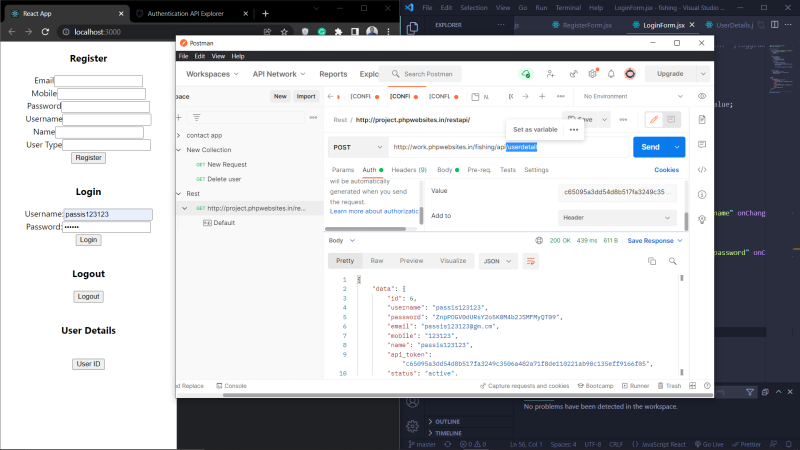 React App
Authentication API Explorer
localhost:3000
Register
Email
Mobile
Password
Username
Name
User Type
Register
Login
Username:
passis123123
Password:
••••••
Login
Logout
Logout
User Details
User ID
Postman
File Edit View Help
Workspaces
API Network
Reports
Explo
Search Postman
Upgrade
pace
New
Import
contact app
New Collection
GET New Request
GET Delete user
Rest
GET http://project.phpwebsites.in/re...
Default
[CONFI
[CONFI
[CONFI
No Environment
Rest / http://project.phpwebsites.in/restapi/
Save
Set as variable
POST
http://work.phpwebsites.in/fishing/api/userdetail
Send
Params
Auth
Headers (9)
Body
Pre-req.
Tests
Settings
Cookies
will be automatically
generated when you send
the request.
Learn more about authorizatic
Value
c65095a3dd54d8b517fa3249c35...
Add to
Header
Body
200 OK
439 ms
611 B
Save Response
Pretty
Raw
Preview
Visualize
JSON
1 {
2 "data": {
3 "id": 6,
4 "username": "passis123123",
5 "password": "ZnpPOGV0dURsY2o5K0M4b2J5MFMyQT09",
6 "email": "passis123123@gm.cm",
7 "mobile": "123123",
8 "name": "passis123123",
9 "api_token":
"c65095a3dd54d8b517fa3249c3506a482a71f8de110221ab90c135eff9166f05",
10 "status": "active",
nd Replace
Console
Capture requests and cookies
Bootcamp
Runner
Trash
File Edit Selection View Go Run Terminal Help
LoginForm.jsx - fishing - Visual Studio ...
EXPLORER
RegisterForm.jsx
LoginForm.jsx
UserDetails.j
alue;
name" onChang
password" onC
No problems have been detected in the workspace.
OUTLINE
TIMELINE
master
0
0
Ln 56, Col 1
Spaces: 4
UTF-8
CRLF
JavaScript React
Go Live
Prettier